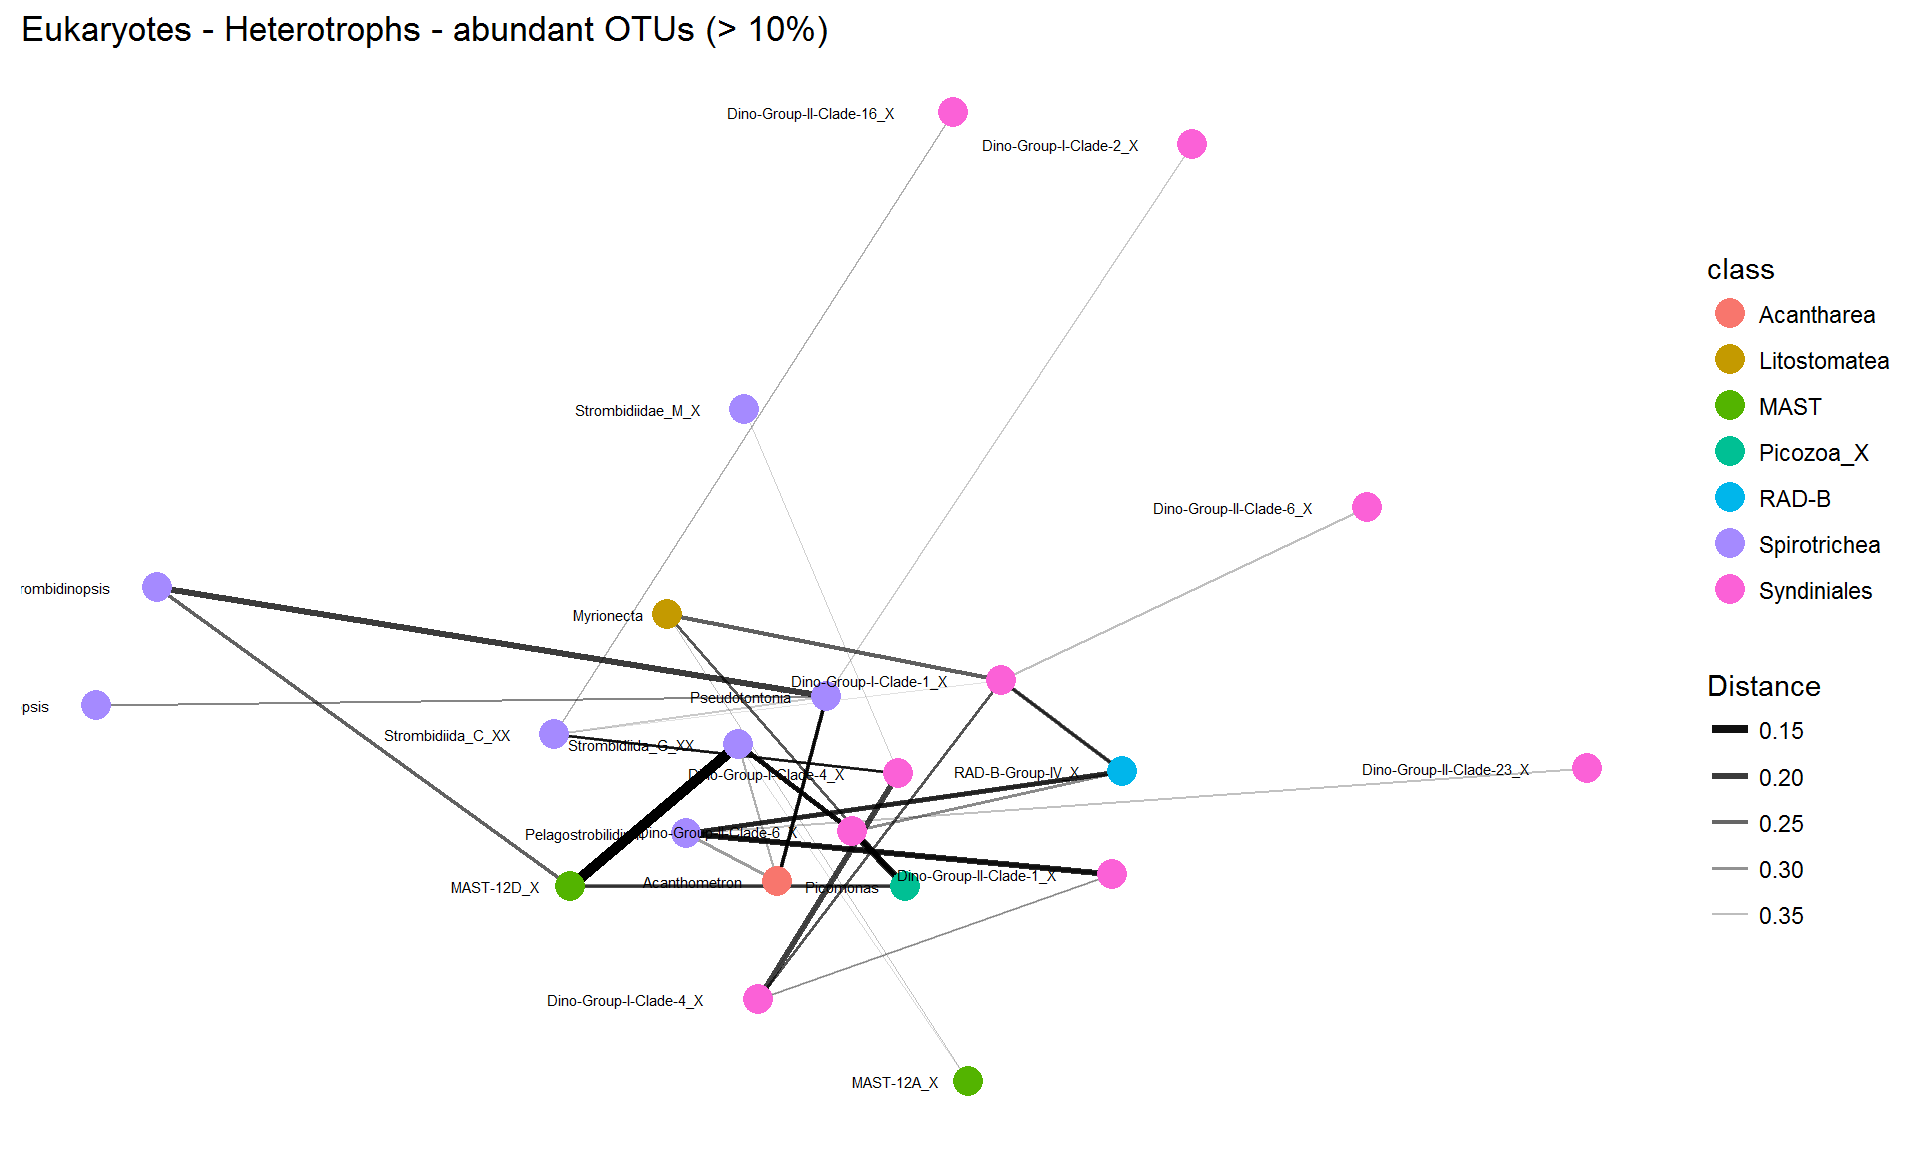 Eukaryotes - Heterotrophs - abundant OTUs (> 10%)
Dino-Group-II-Clade-16_X
Dino-Group-I-Clade-2_X
Strombidiidae_M_X
Dino-Group-II-Clade-6_X
rombidinopsis
Myrionecta
Dino-Group-I-Clade-1_X
Pseudotontonia
psis
Strombidiida_C_XX
Strombidiida_G_XX
Dino-Group-I-Clade-4_X
RAD-B-Group-IV_X
Dino-Group-II-Clade-23_X
Pelagostrobilidi
Dino-Group-II-Clade-6_X
Dino-Group-II-Clade-1_X
Acanthometron
Picomonas
MAST-12D_X
Dino-Group-I-Clade-4_X
MAST-12A_X
class
Acantharea
Litostomatea
MAST
Picozoa_X
RAD-B
Spirotrichea
Syndiniales
Distance
0.15
0.20
0.25
0.30
0.35